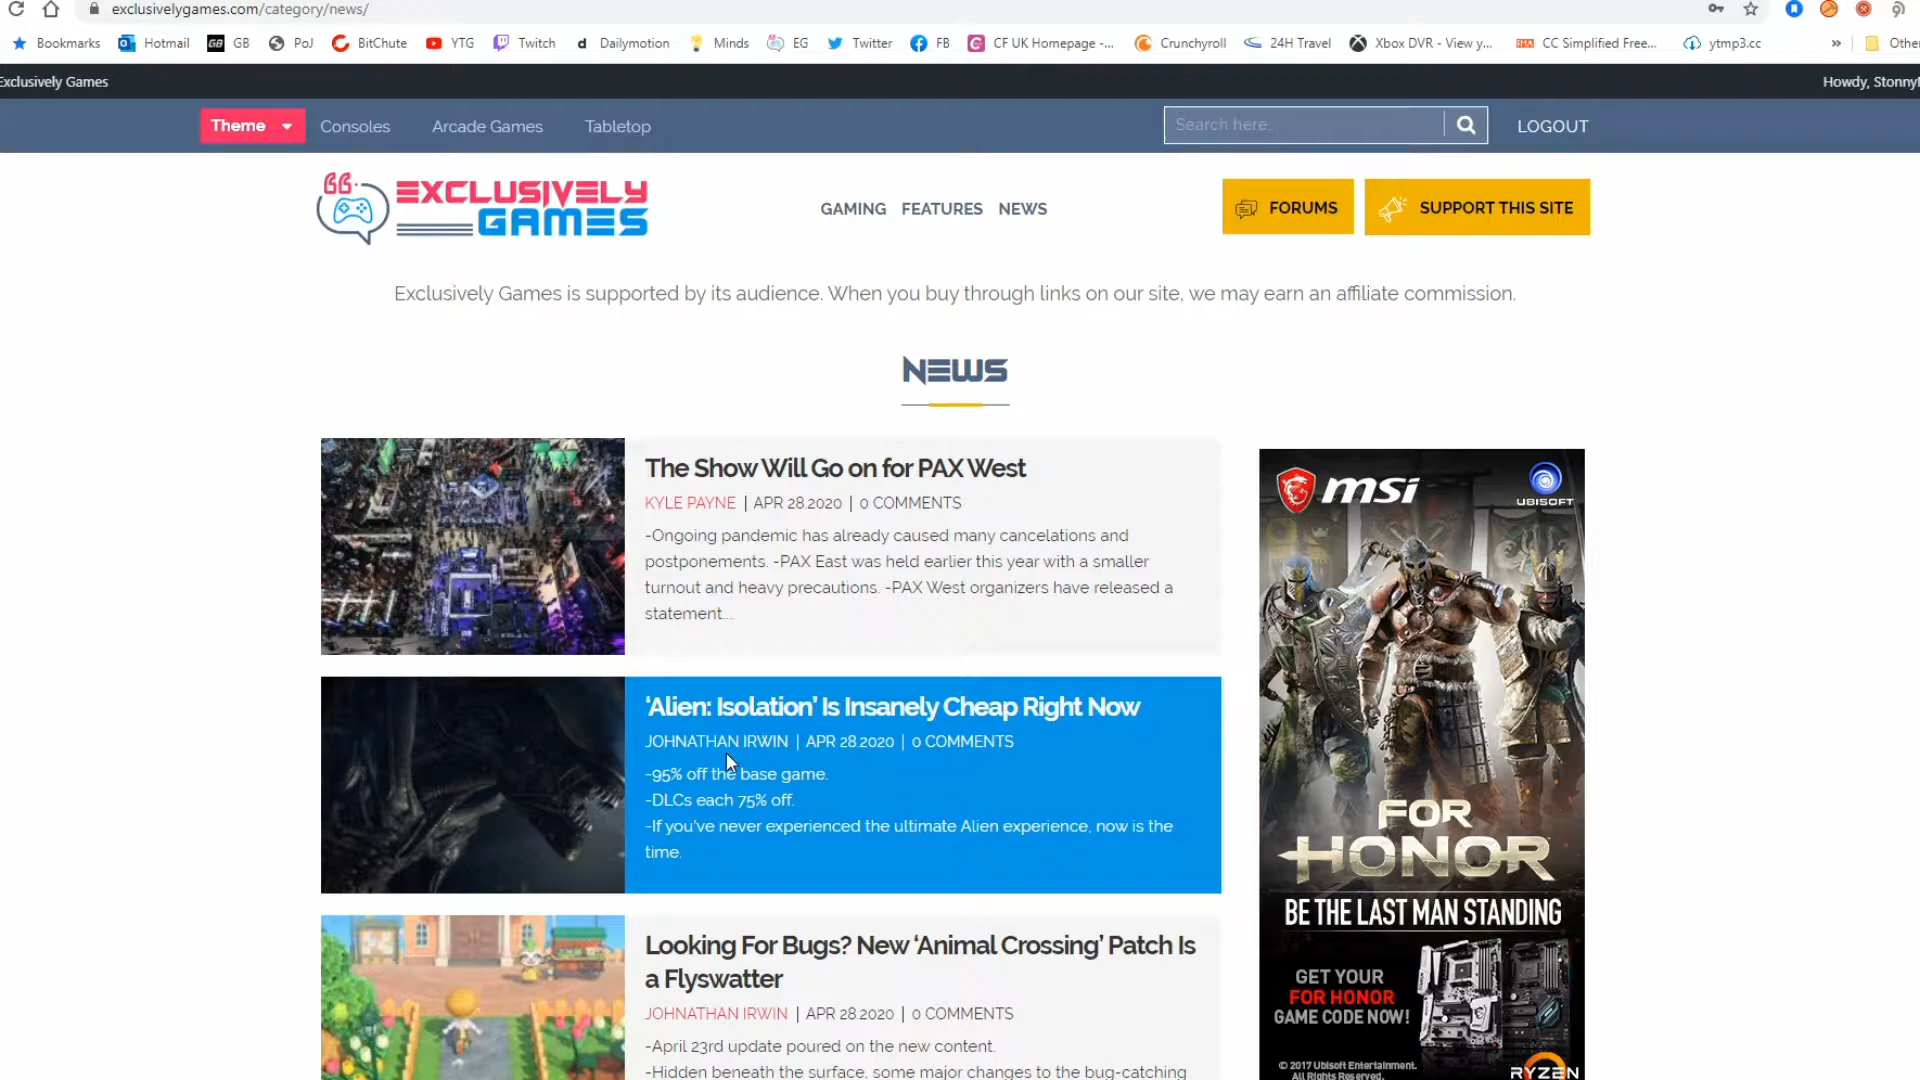 exclusivelygames.com/category/news/
Bookmarks Hotmail GB GB PoJ BitChute YTG Twitch d Dailymotion Minds EG Twitter FB CF UK Homepage -... Crunchyroll 24H Travel Xbox DVR - View y... CC Simplified Free... ytmp3.cc » Other
Exclusively Games
Howdy, Stonny
Theme Consoles Arcade Games Tabletop Search here... LOGOUT
EXCLUSIVELY
GAMES
GAMING FEATURES NEWS
FORUMS SUPPORT THIS SITE
Exclusively Games is supported by its audience. When you buy through links on our site, we may earn an affiliate commission.
NEWS
The Show Will Go on for PAX West
KYLE PAYNE | APR 28.2020 | 0 COMMENTS
-Ongoing pandemic has already caused many cancelations and
postponements. -PAX East was held earlier this year with a smaller
turnout and heavy precautions. -PAX West organizers have released a
statement....
‘Alien: Isolation’ Is Insanely Cheap Right Now
JOHNATHAN IRWIN | APR 28.2020 | 0 COMMENTS
-95% off the base game.
-DLCs each 75% off.
-If you’ve never experienced the ultimate Alien experience, now is the
time.
Looking For Bugs? New ‘Animal Crossing’ Patch Is
a Flyswatter
JOHNATHAN IRWIN | APR 28.2020 | 0 COMMENTS
-April 23rd update poured on the new content.
-Hidden beneath the surface, some major changes to the bug-catching
msi
UBISOFT
FOR
HONOR
BE THE LAST MAN STANDING
GET YOUR
FOR HONOR
GAME CODE NOW!
© 2017 Ubisoft Entertainment.
All Rights Reserved.
RYZEN